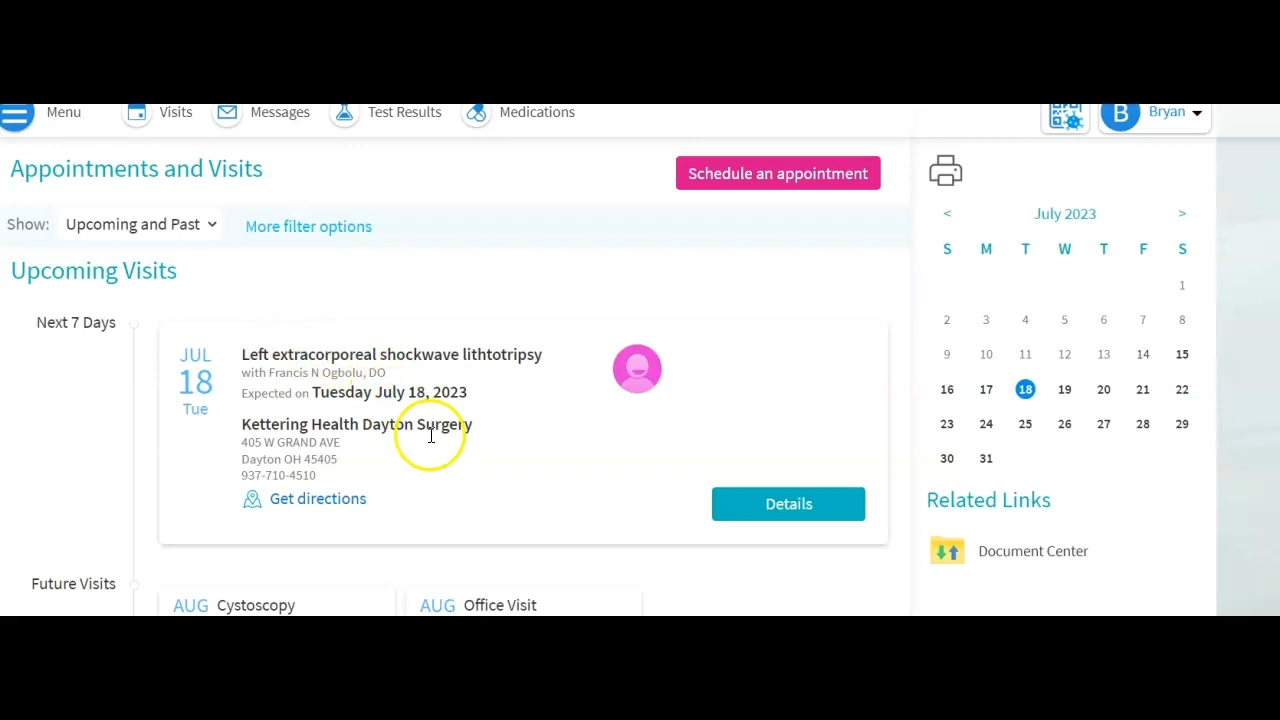 Menu
Visits
Messages
Test Results
Medications
B
Bryan
Appointments and Visits
Schedule an appointment
Show:
Upcoming and Past
More filter options
Upcoming Visits
Next 7 Days
JUL
18
Tue
Left extracorporeal shockwave lithtotripsy
with Francis N Ogbolu, DO
Expected on Tuesday July 18, 2023
Kettering Health Dayton Surgery
405 W GRAND AVE
Dayton OH 45405
937-710-4510
Get directions
Details
Future Visits
AUG Cystoscopy
AUG Office Visit
< July 2023 >
S M T W T F S
1
2 3 4 5 6 7 8
9 10 11 12 13 14 15
16 17 18 19 20 21 22
23 24 25 26 27 28 29
30 31
Related Links
Document Center